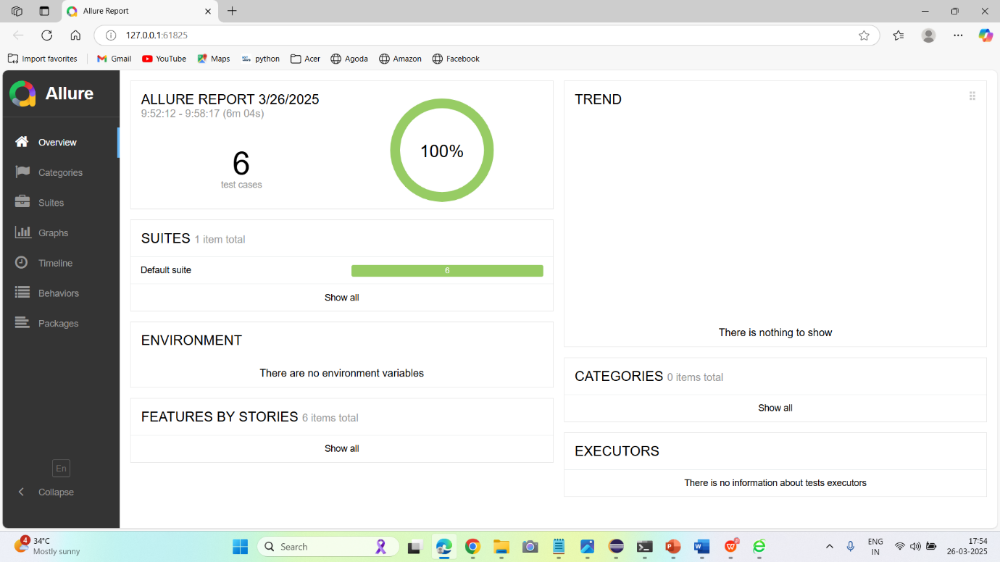 Allure Report
127.0.0.1:61825
Import favorites
Gmail
YouTube
Maps
python
Acer
Agoda
Amazon
Facebook
Allure
Overview
Categories
Suites
Graphs
Timeline
Behaviors
Packages
En
Collapse
ALLURE REPORT 3/26/2025
9:52:12 - 9:58:17 (6m 04s)
6
test cases
100%
SUITES 1 item total
Default suite
6
Show all
ENVIRONMENT
There are no environment variables
FEATURES BY STORIES 6 items total
Show all
TREND
There is nothing to show
CATEGORIES 0 items total
Show all
EXECUTORS
There is no information about tests executors
4
34°C
Mostly sunny
Search
ENG
IN
17:54
26-03-2025